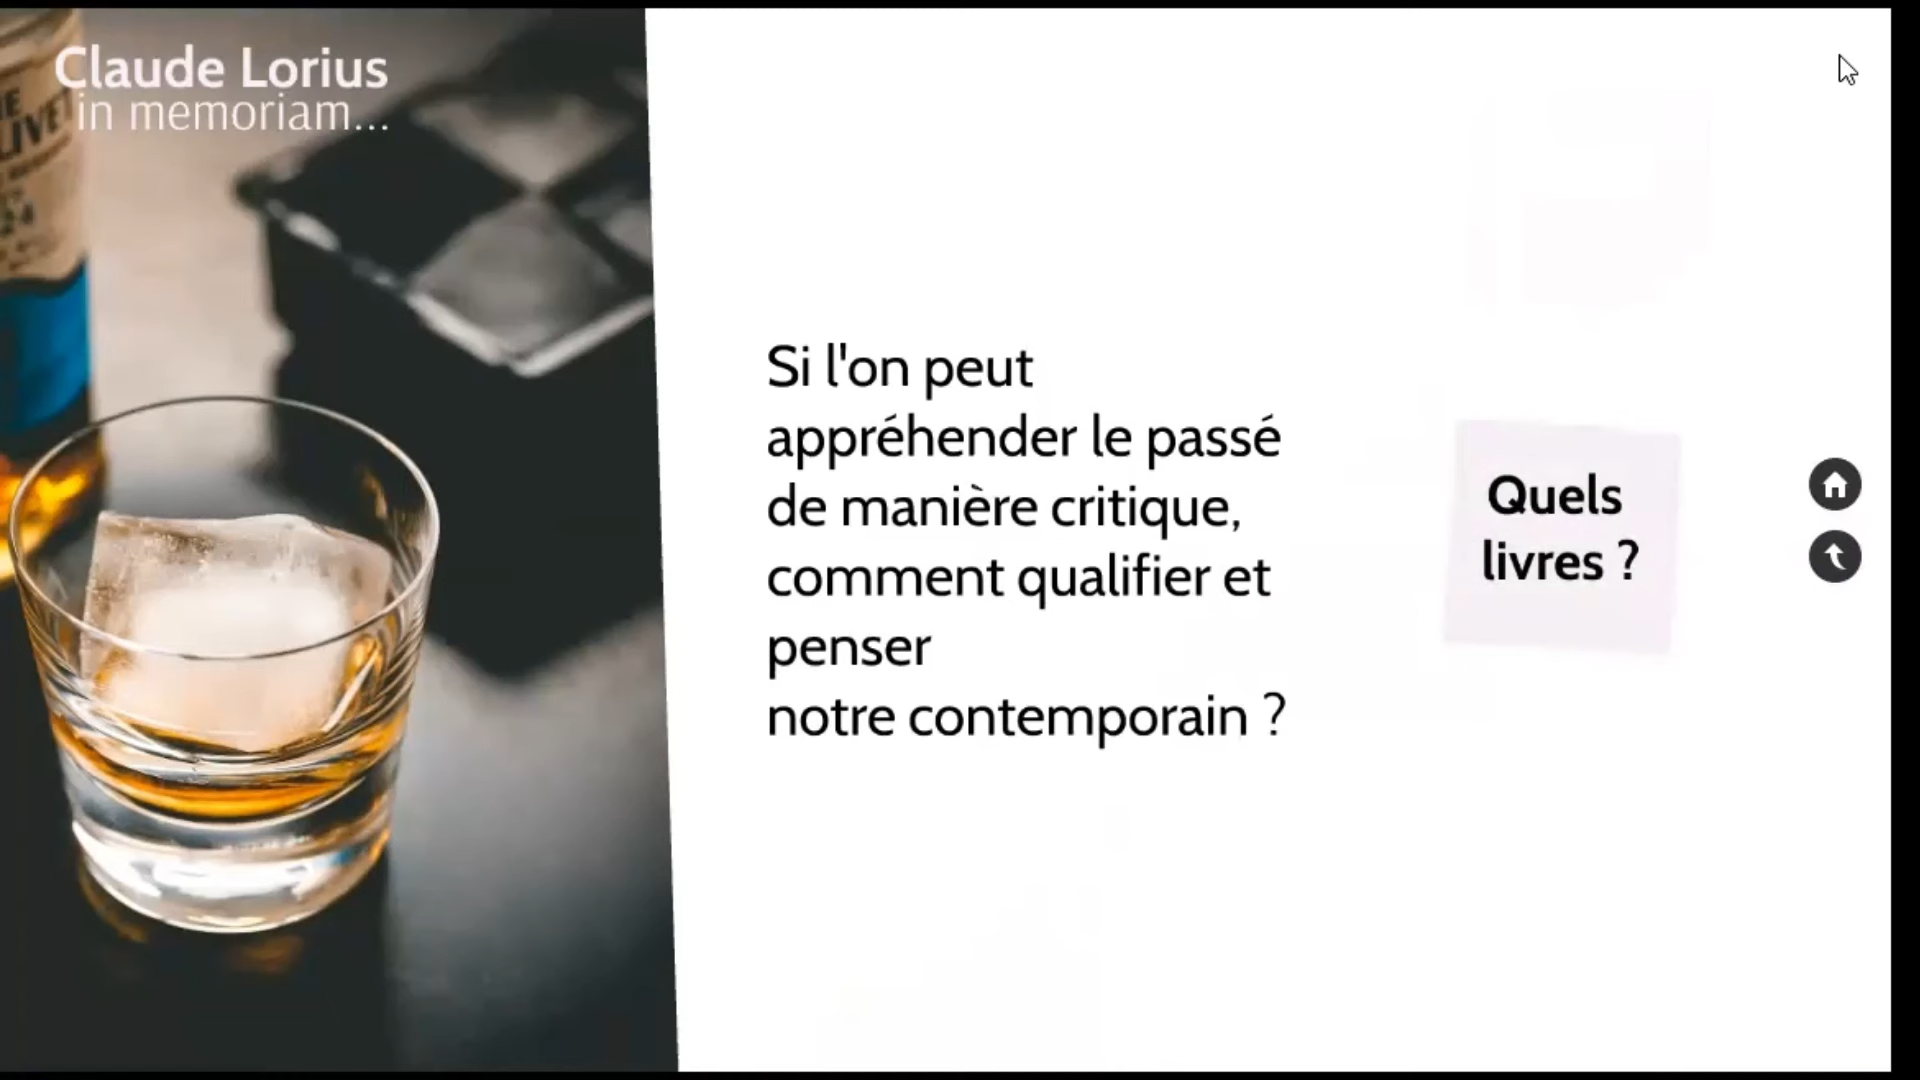 Claude Lorius
in memoriam...
Si l'on peut
appréhender le passé
de manière critique,
comment qualifier et
penser
notre contemporain ?
Quels
livres ?